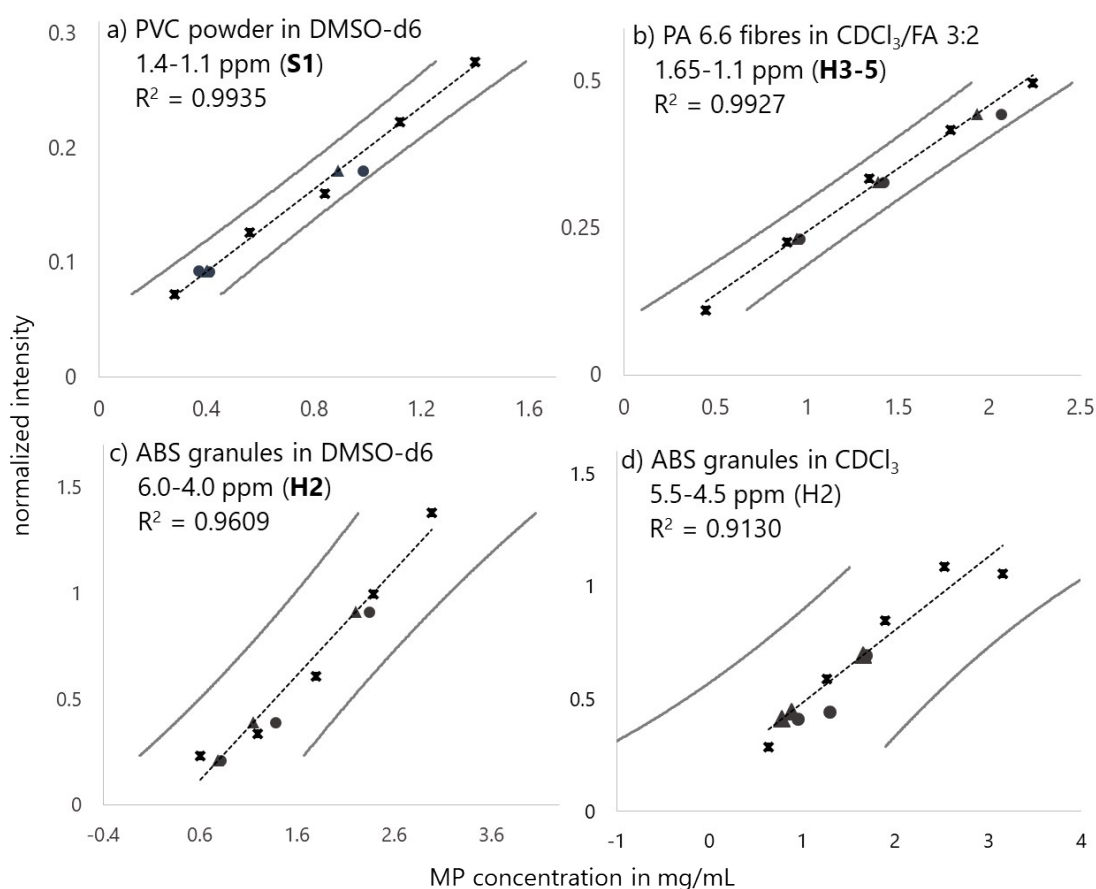 a) PVC powder in DMSO-d6
1.4-1.1 ppm (S1)
R² = 0.9935
0.3
0.2
0.1
0
0
0.4
0.8
1.2
1.6
b) PA 6.6 fibres in CDCl₃/FA 3:2
1.65-1.1 ppm (H3-5)
R² = 0.9927
0.5
0.25
0
0
0.5
1
1.5
2
2.5
normalized intensity
c) ABS granules in DMSO-d6
6.0-4.0 ppm (H2)
R² = 0.9609
1.5
1
0.5
0
-0.4
0.6
1.6
2.6
3.6
d) ABS granules in CDCl₃
5.5-4.5 ppm (H2)
R² = 0.9130
1.5
1
0.5
0
-1
0
1
2
3
4
MP concentration in mg/mL